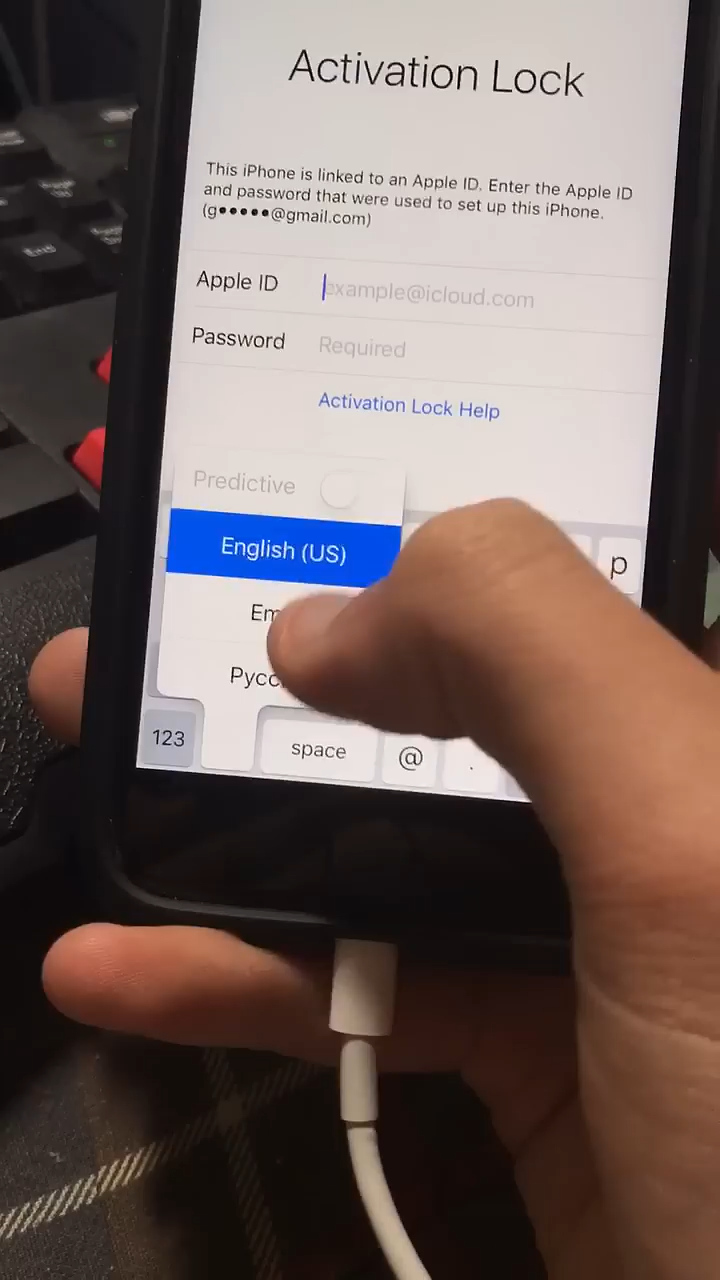 Activation Lock
This iPhone is linked to an Apple ID. Enter the Apple ID
and password that were used to set up this iPhone.
(g●●●●●@gmail.com)
Apple ID example@icloud.com
Password Required
Activation Lock Help
Predictive
English (US)
p
123
space
@
.
End